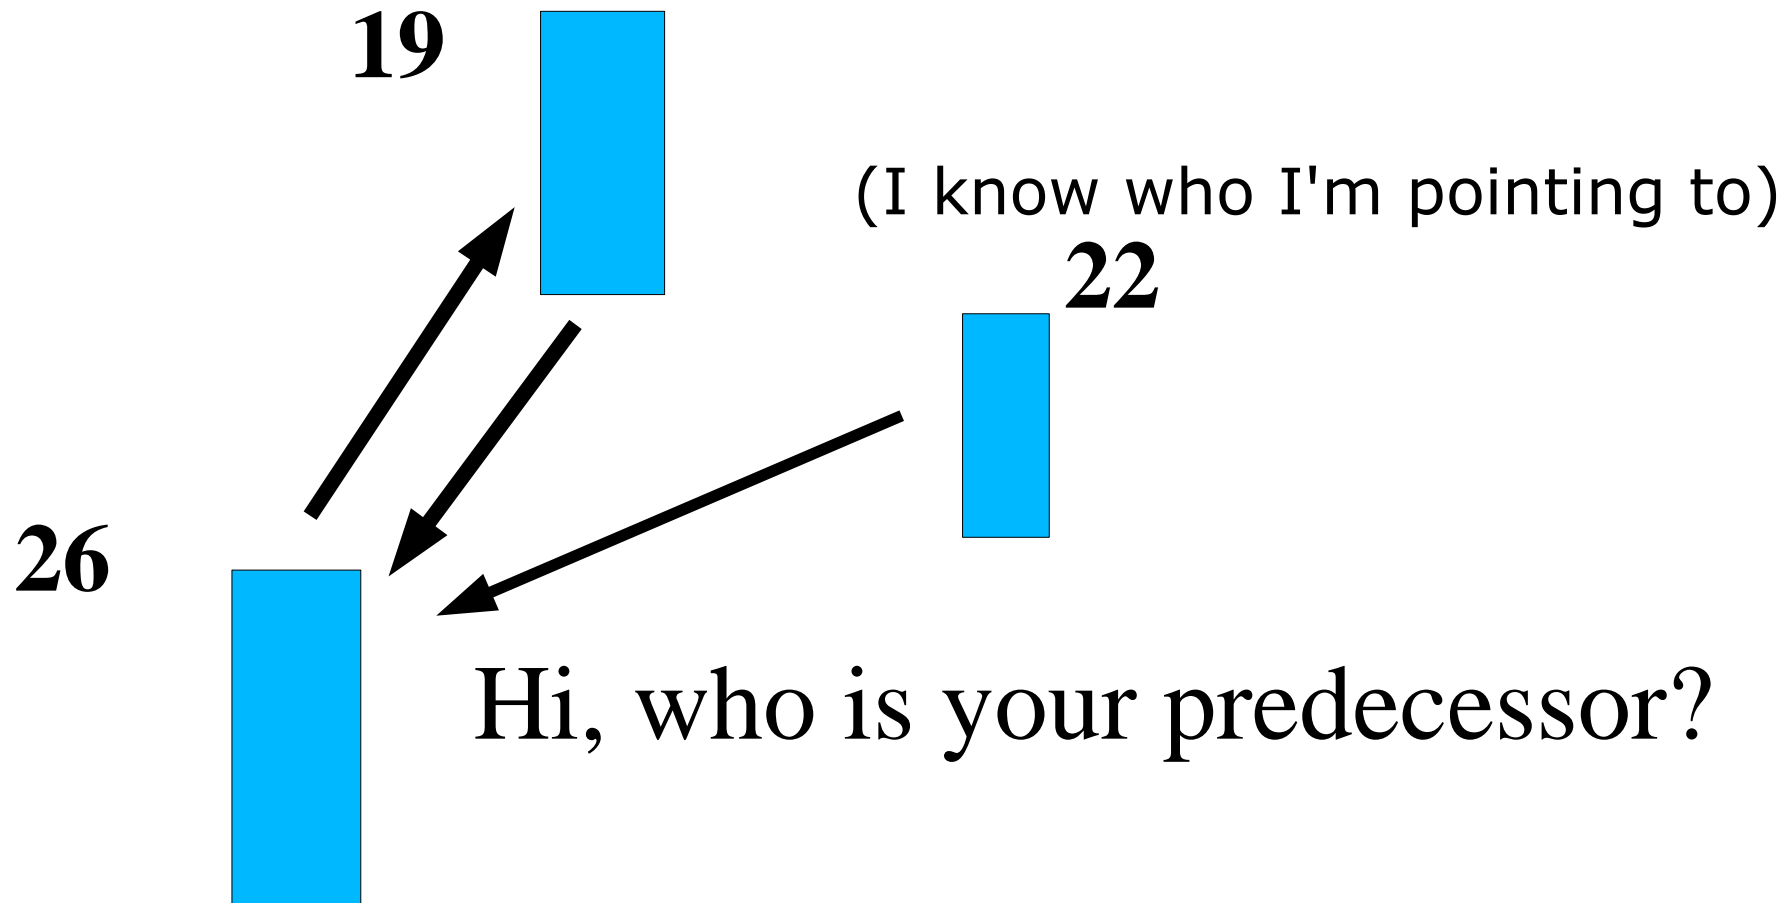 19
(I know who I'm pointing to)
22
26
Hi, who is your predecessor?